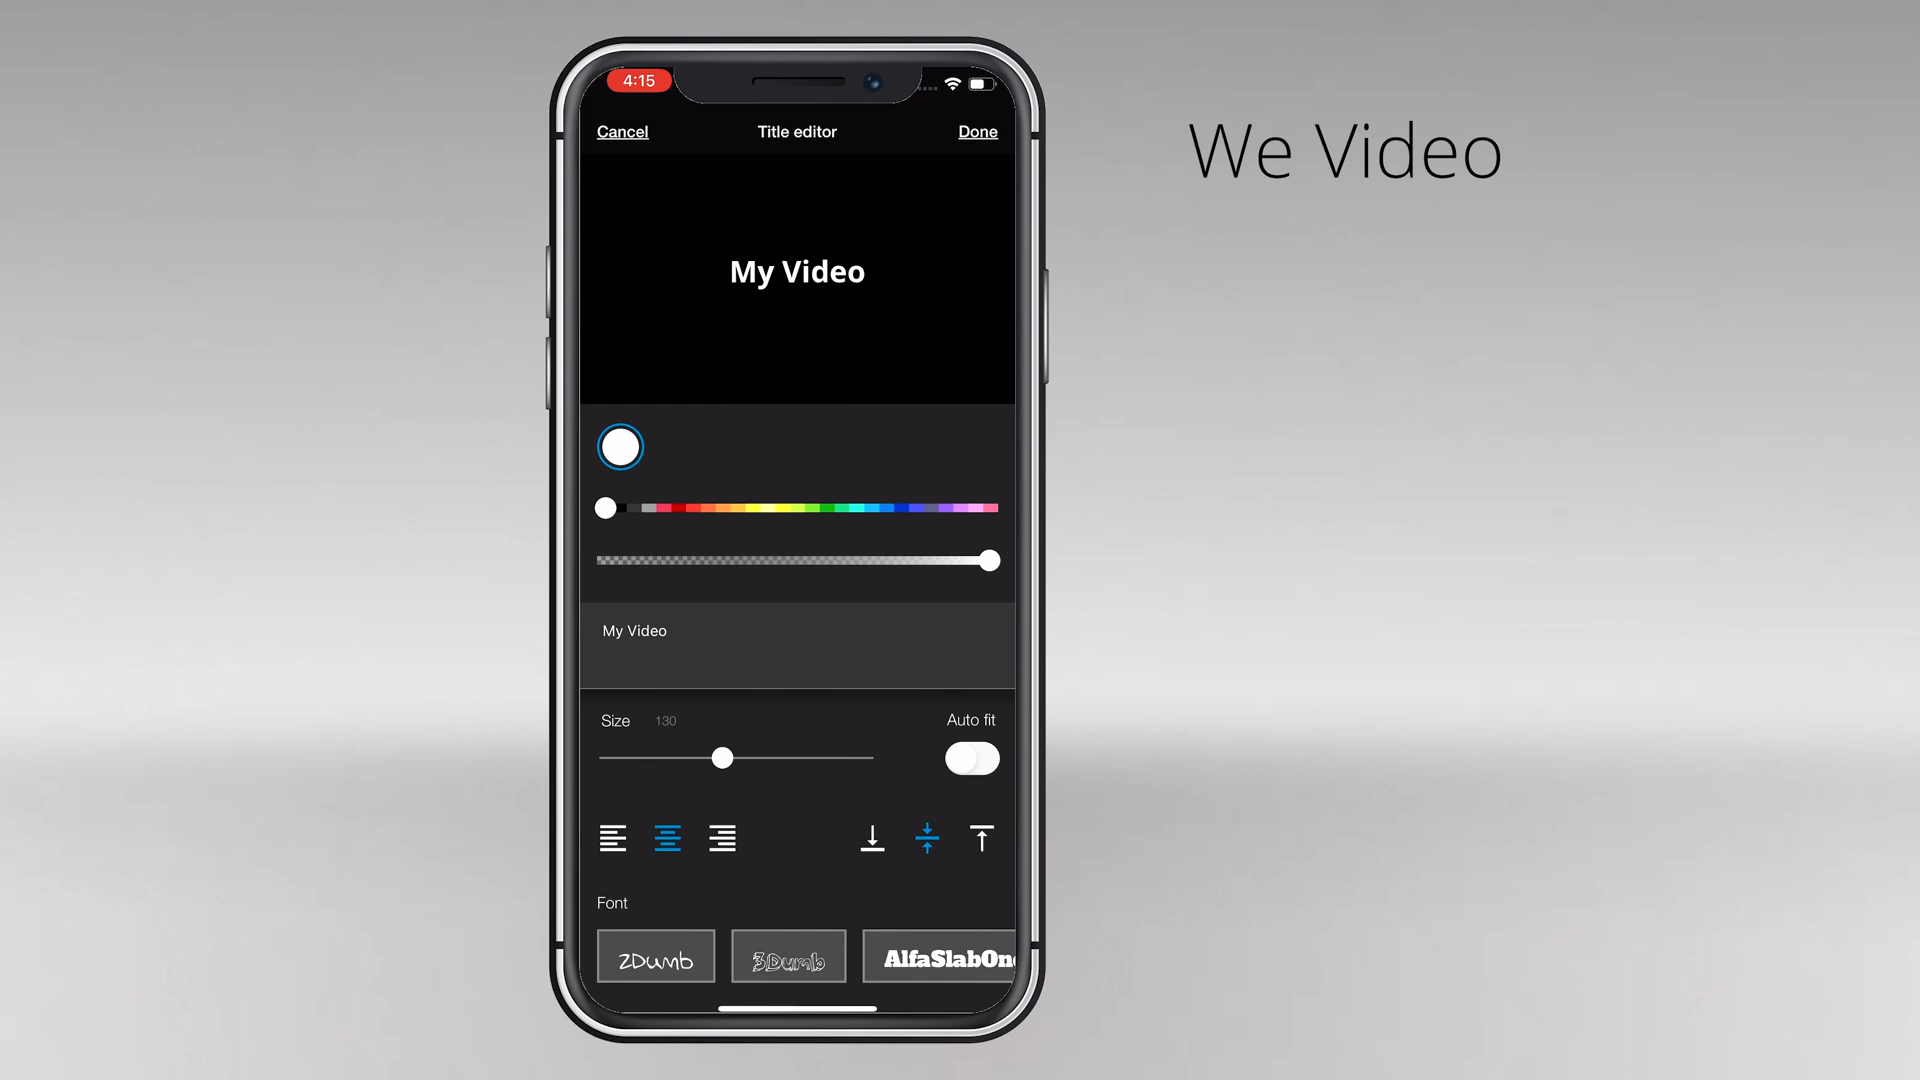 4:15
Cancel Title editor Done
We Video
My Video
My Video
Size 130 Auto fit
Font
2Dumb 3Dumb AlfaSlabOne